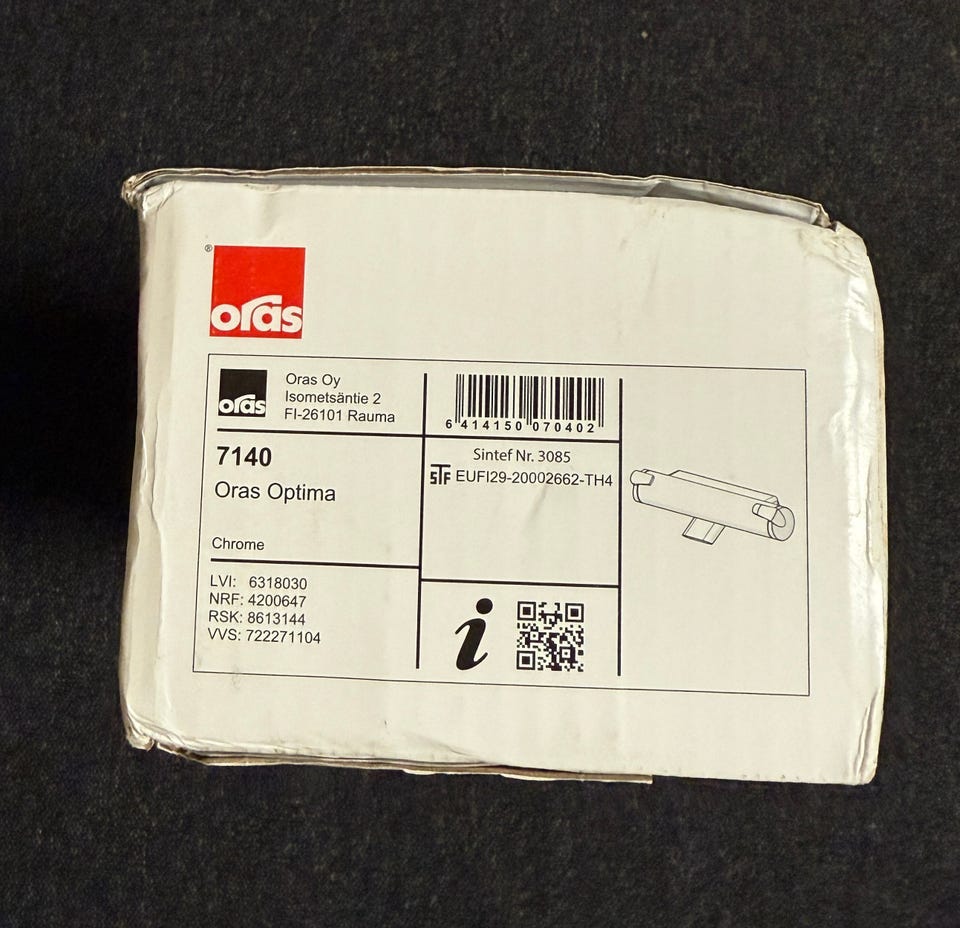 ®
oras
oras
Oras Oy
Isometsäntie 2
FI-26101 Rauma
6 414150 070402
7140
Oras Optima
Chrome
Sintef Nr. 3085
STF EUFI29-20002662-TH4
LVI: 6318030
NRF: 4200647
RSK: 8613144
VVS: 722271104
i